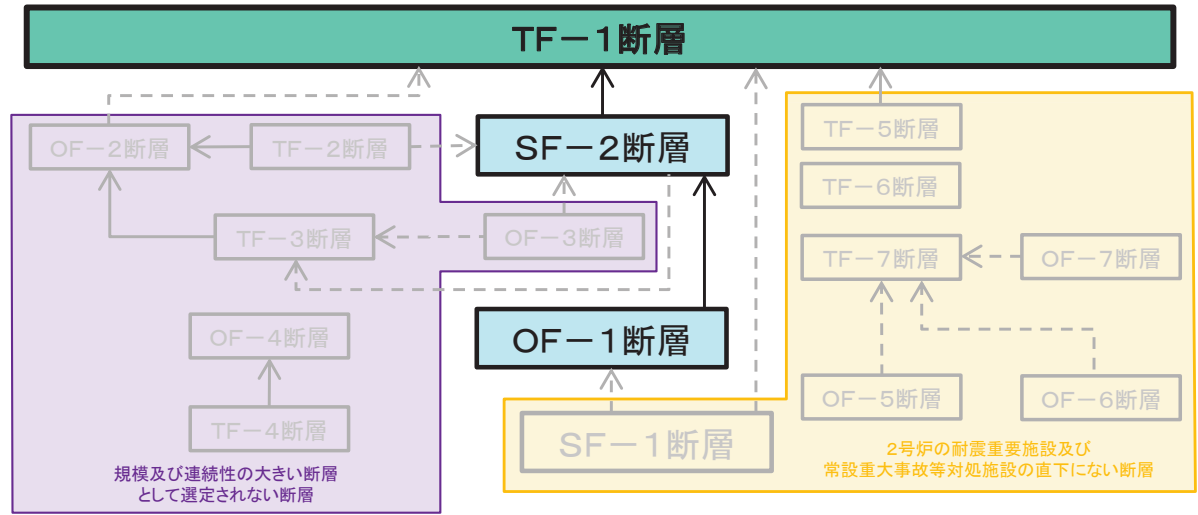 TF－1断層
OF－2断層
TF－2断層
SF－2断層
TF－3断層
OF－3断層
OF－4断層
TF－4断層
規模及び連続性の大きい断層
として選定されない断層
OF－1断層
SF－1断層
TF－5断層
TF－6断層
TF－7断層
OF－7断層
OF－5断層
OF－6断層
2号炉の耐震重要施設及び
常設重大事故等対処施設の直下にない断層